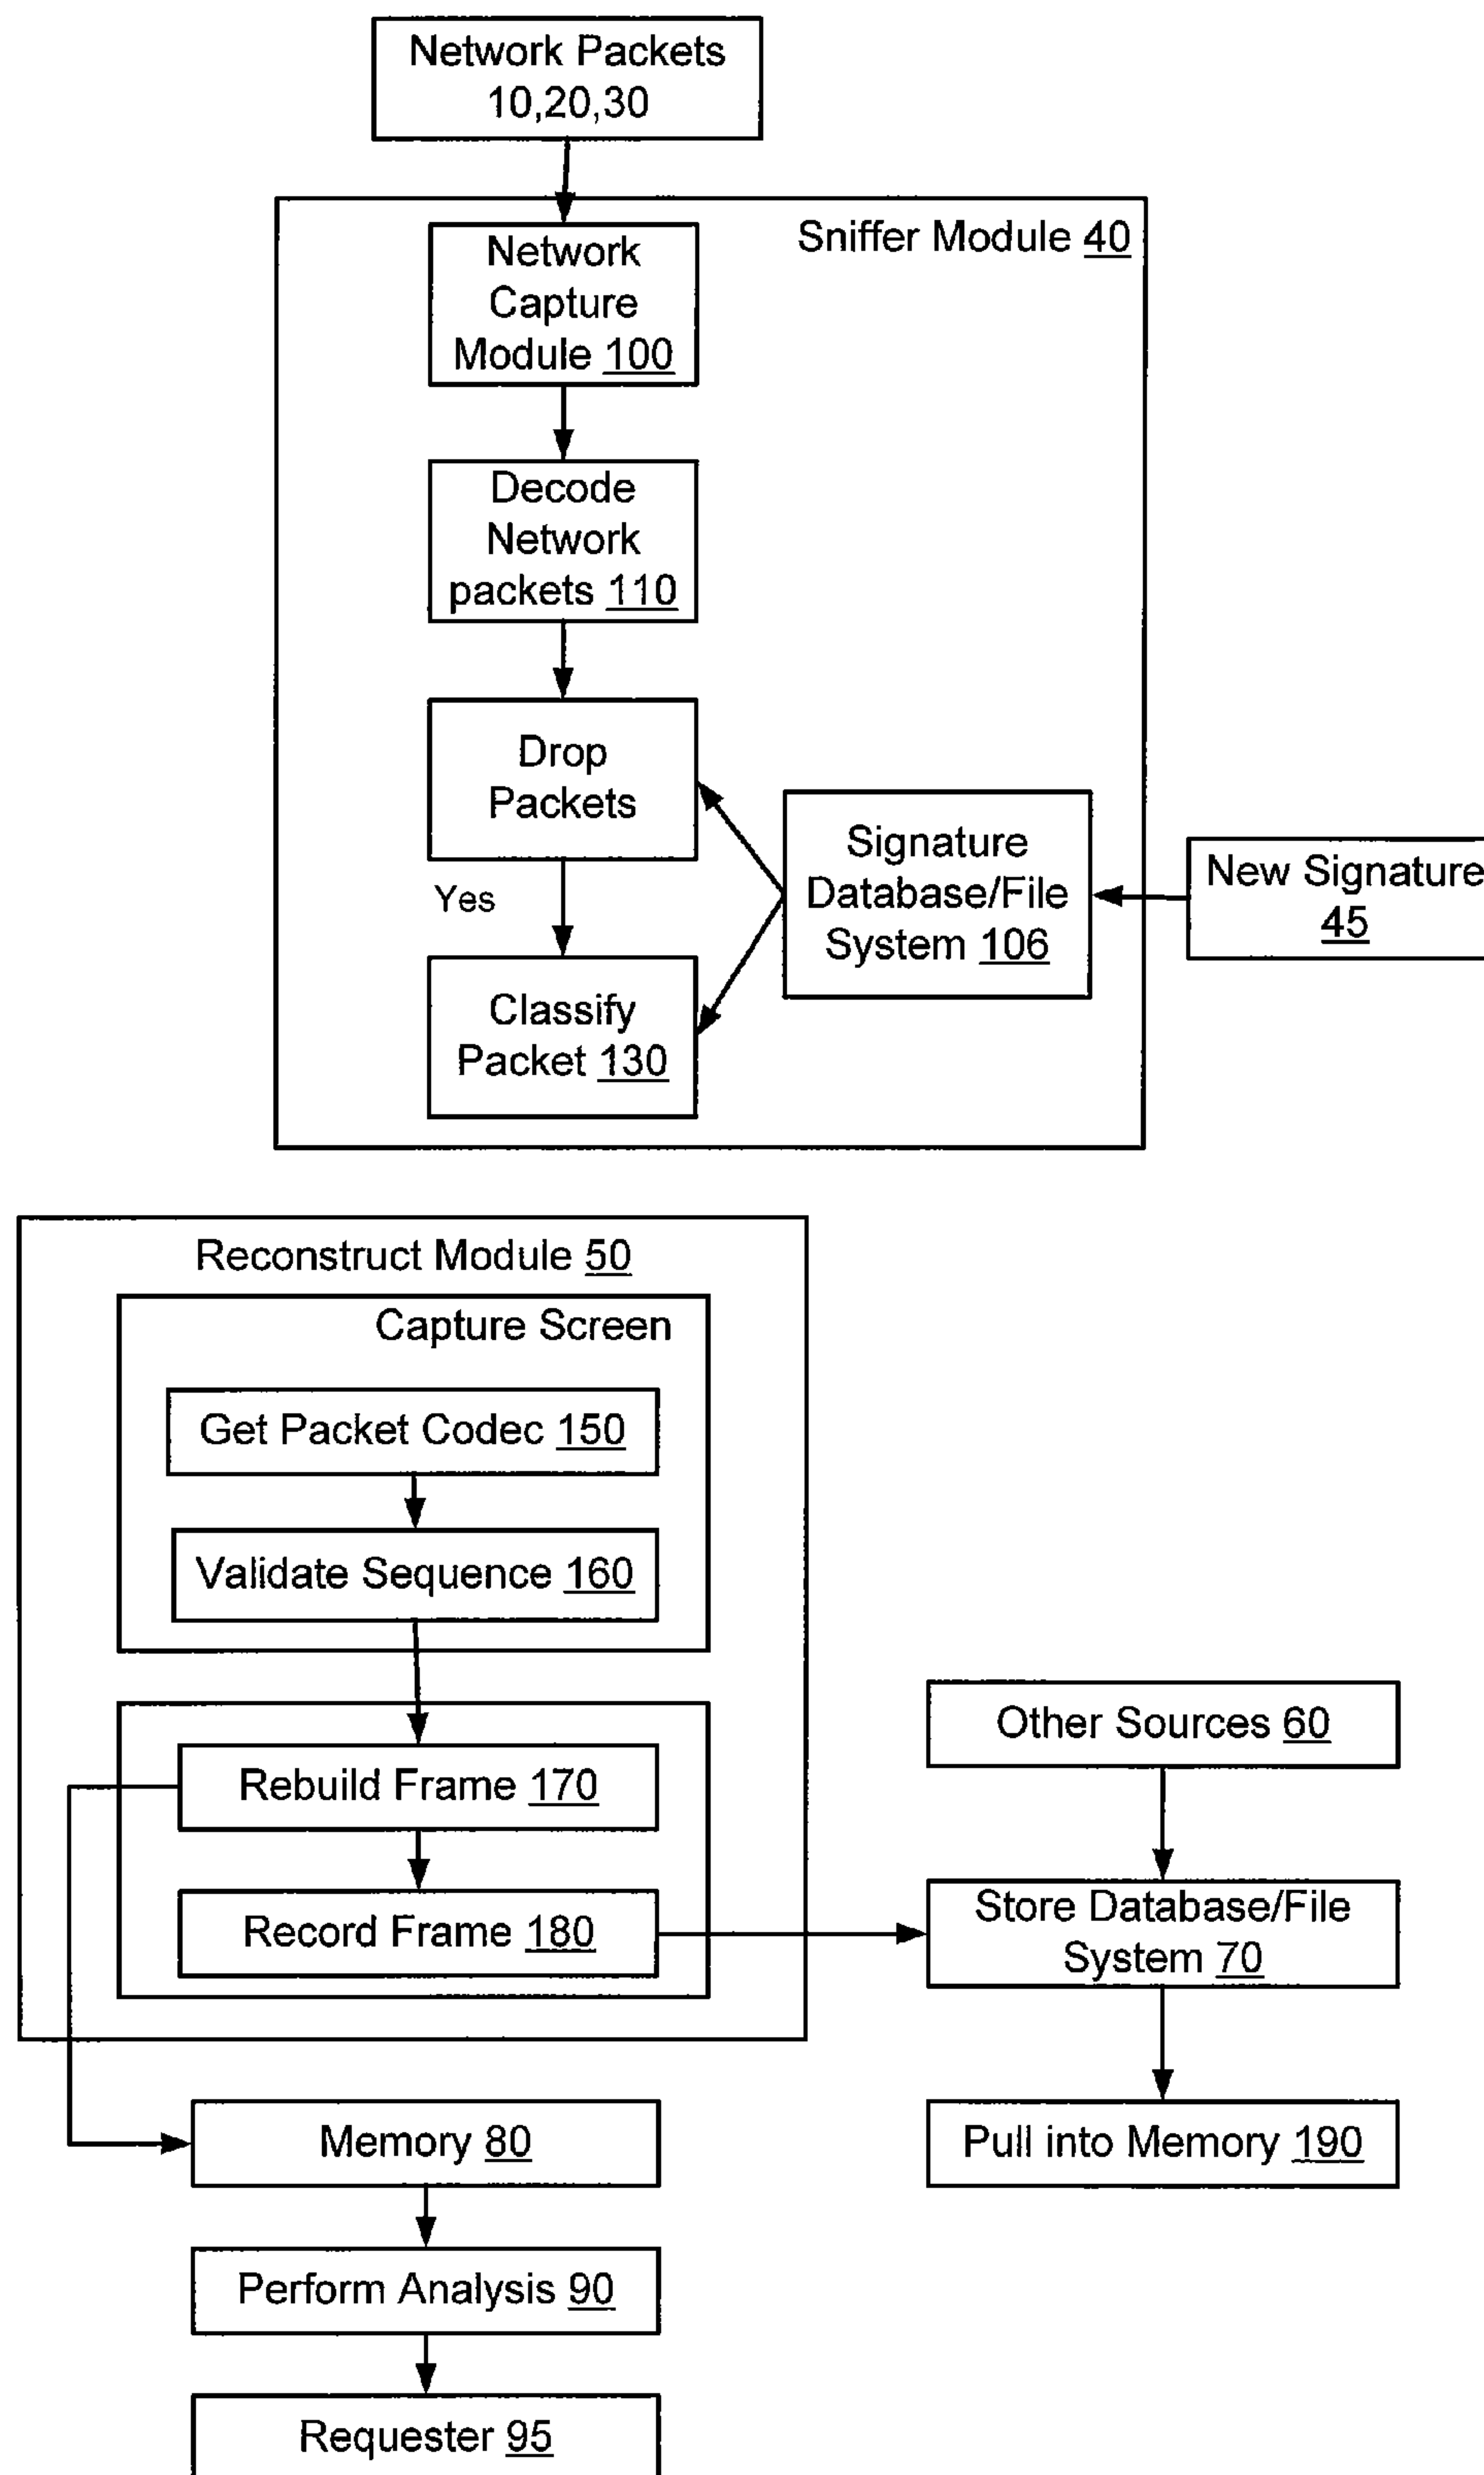 Network Packets
10,20,30
Sniffer Module 40
Network
Capture
Module 100
Decode
Network
packets 110
Drop
Packets
Yes
Signature
Database/File
System 106
New Signature
45
Classify
Packet 130
Reconstruct Module 50
Capture Screen
Get Packet Codec 150
Validate Sequence 160
Rebuild Frame 170
Record Frame 180
Other Sources 60
Store Database/File
System 70
Pull into Memory 190
Memory 80
Perform Analysis 90
Requester 95